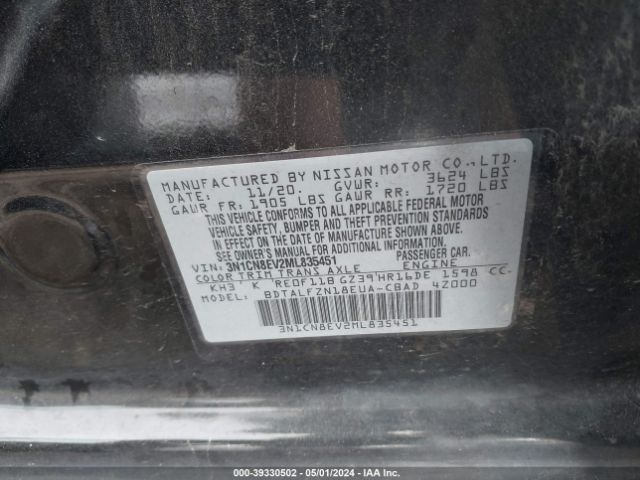 MANUFACTURED BY NISSAN MOTOR CO., LTD.
DATE: 11/20. GVWR: 3624 LBS
GAWR FR: 1905 LBS GAWR RR: 1720 LBS
THIS VEHICLE CONFORMS TO ALL APPLICABLE FEDERAL MOTOR
VEHICLE SAFETY, BUMPER AND THEFT PREVENTION STANDARDS
IN EFFECT ON THE DATE OF MANUFACTURE SHOWN ABOVE.
SEE OWNERS MANUAL FOR ADDITIONAL INFORMATION.
VIN: 3N1CN8EV2ML835451 PASSENGER CAR.
COLOR TRIM TRANS AXLE ENGINE
KH3 K RE0F11B GZ39 HR16DE 1598 CC.
MODEL: BDTALFZN18EUA-CBAD 4Z000
3N1CN8EV2ML835451
000-39330502 - 05/01/2024 - IAA Inc.